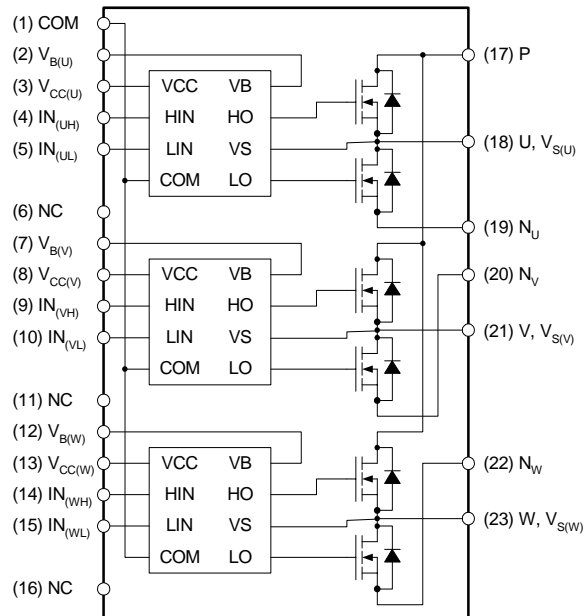 (1) COM
(2) V_B(U)
(3) V_CC(U)
(4) IN_(UH)
(5) IN_(UL)
(6) NC
(7) V_B(V)
(8) V_CC(V)
(9) IN_(VH)
(10) IN_(VL)
(11) NC
(12) V_B(W)
(13) V_CC(W)
(14) IN_(WH)
(15) IN_(WL)
(16) NC
VCC VB
HIN HO
LIN VS
COM LO
VCC VB
HIN HO
LIN VS
COM LO
VCC VB
HIN HO
LIN VS
COM LO
(17) P
(18) U, V_S(U)
(19) N_U
(20) N_V
(21) V, V_S(V)
(22) N_W
(23) W, V_S(W)